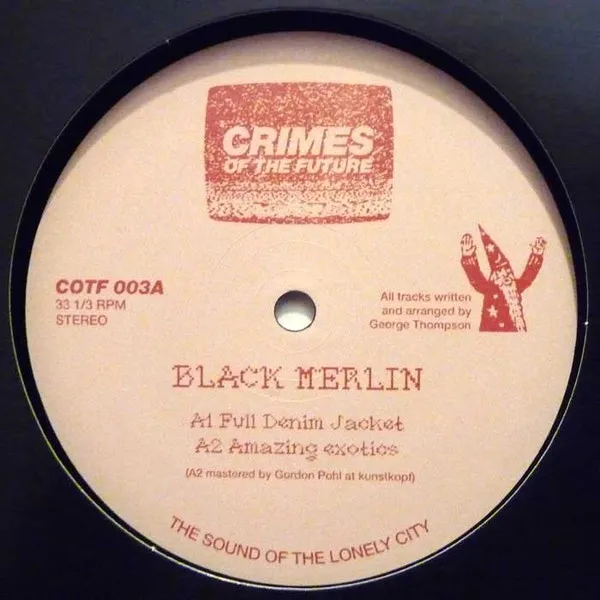 CRIMES
OF THE FUTURE
COTF 003A
33 1/3 RPM
STEREO
All tracks written
and arranged by
George Thompson
BLACK MERLIN
A1 Full Denim Jacket
A2 Amazing exotics
(A2 mastered by Gordon Pohl at kunstkopf)
THE SOUND OF THE LONELY CITY